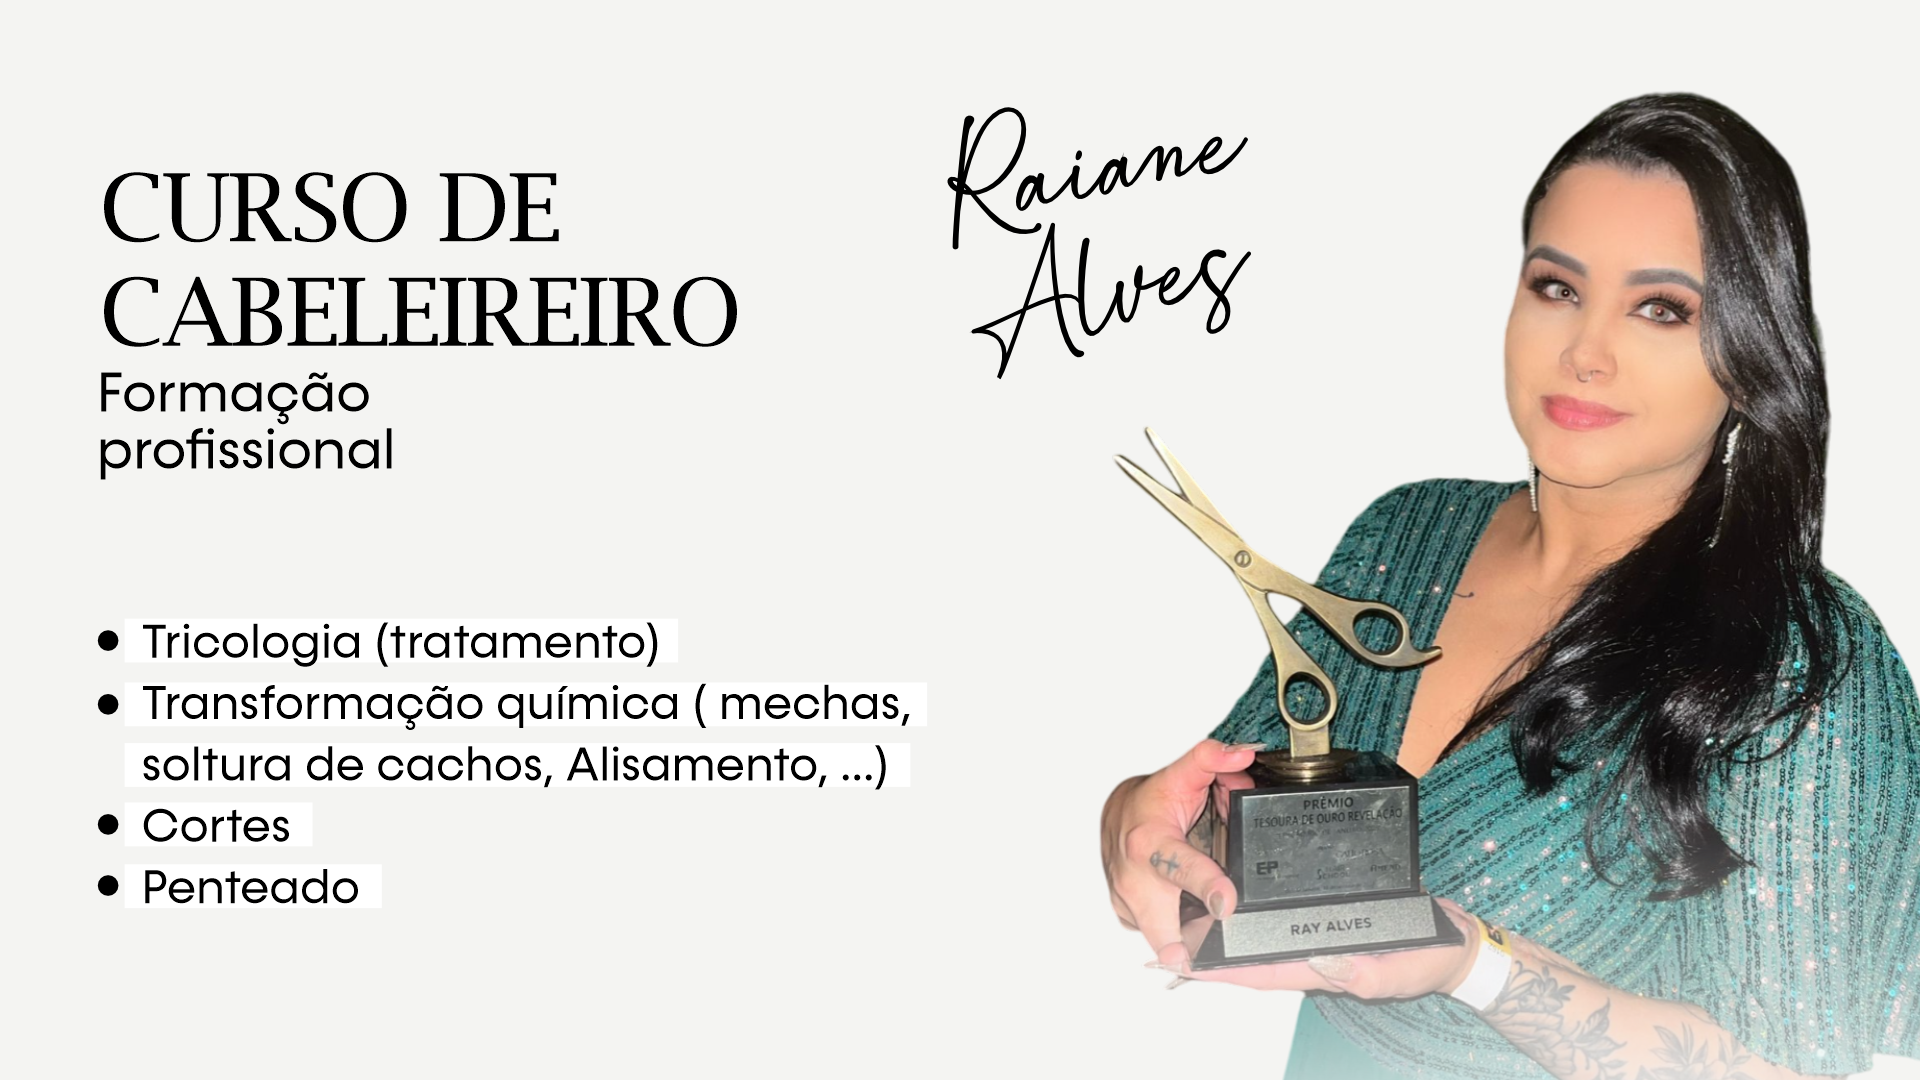 CURSO DE
CABELEIREIRO
Formação
profissional
Raiane
Alves
• Tricologia (tratamento)
• Transformação química ( mechas,
soltura de cachos, Alisamento, ...)
• Cortes
• Penteado
PRÊMIO
TESOURA DE OURO REVELAÇÃO
EP
RAY ALVES